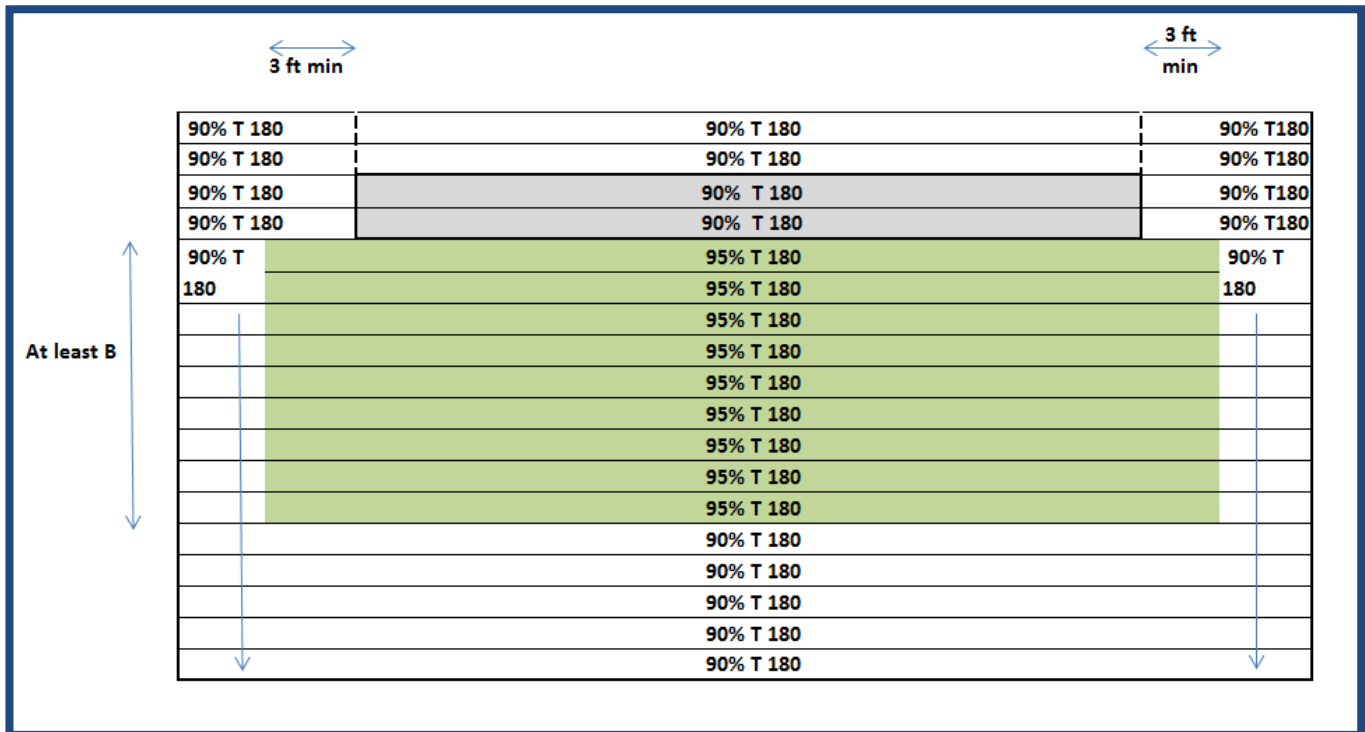 3 ft min
3 ft
min
90% T 180 90% T 180 90% T180
90% T 180 90% T 180 90% T180
90% T 180 90% T 180 90% T180
90% T 180 90% T 180 90% T180
90% T 95% T 180 90% T
180 95% T 180 180
95% T 180
At least B 95% T 180
95% T 180
95% T 180
95% T 180
95% T 180
95% T 180
90% T 180
90% T 180
90% T 180
90% T 180
90% T 180